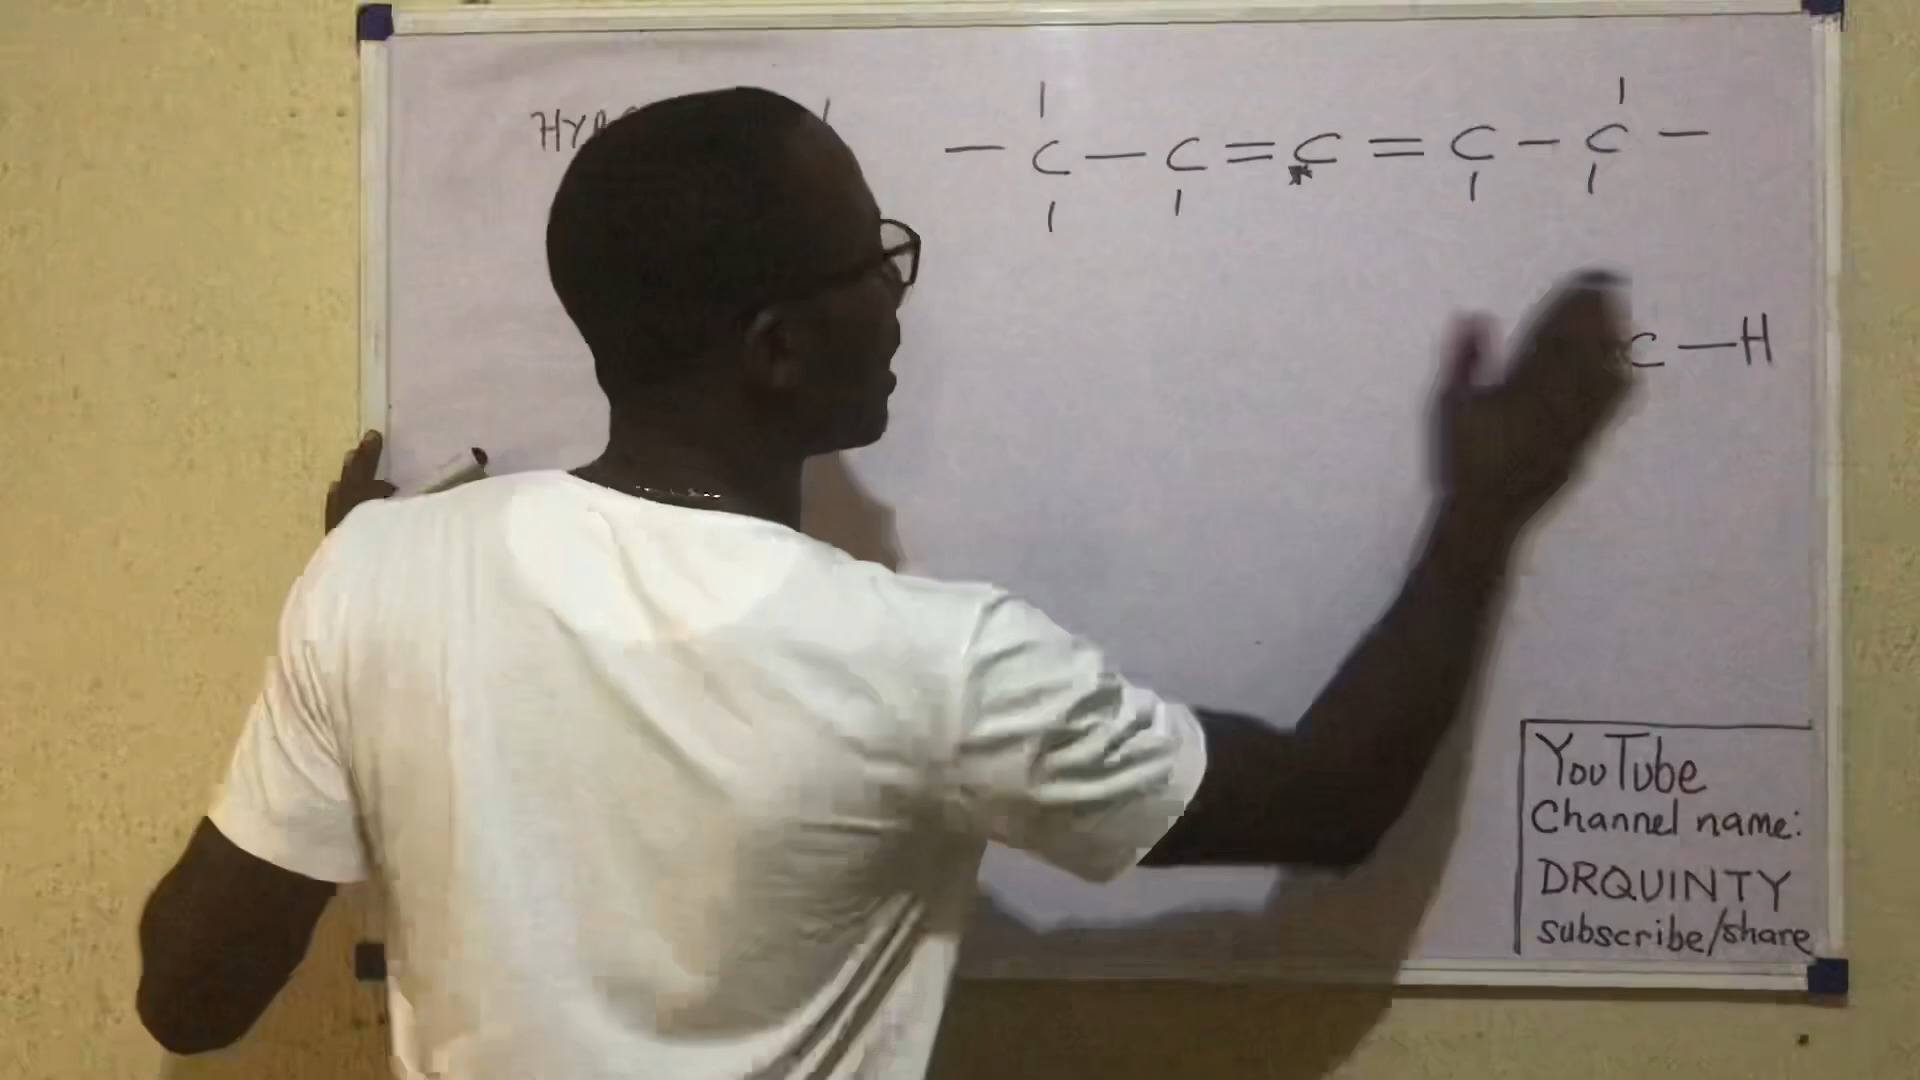 — C — C = C = C — C —
C — H
YouTube
Channel name:
DRQUINTY
subscribe/share